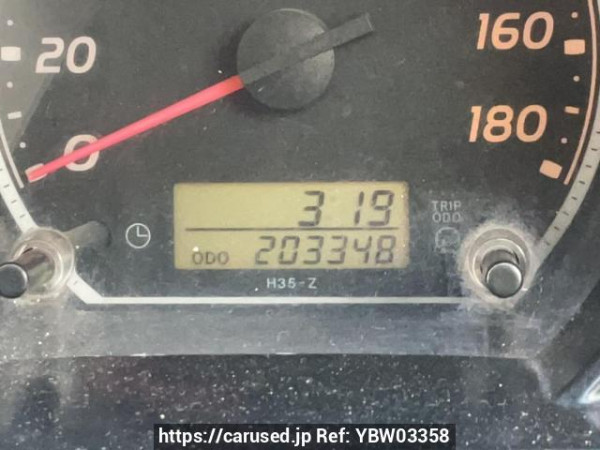 20
160
0
180
3 19
TRIP
ODO
ODO 203348
H35-Z
https://carused.jp Ref: YBW03358